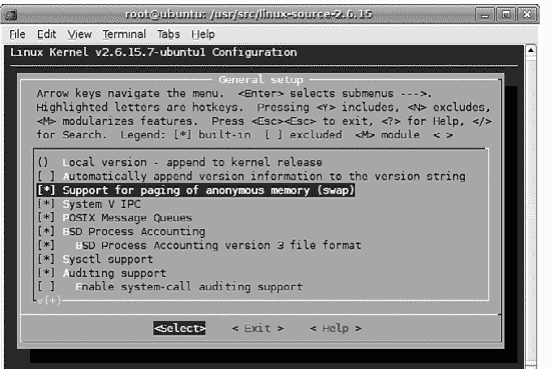 root@ubuntu: /usr/src/linux-source-2.6.15
File Edit View Terminal Tabs Help
Linux Kernel v2.6.15.7-ubuntu1 Configuration
General setup
Arrow keys navigate the menu. <Enter> selects submenus --->.
Highlighted letters are hotkeys. Pressing <Y> includes, <N> excludes,
<M> modularizes features. Press <Esc><Esc> to exit, <?> for Help, </>
for Search. Legend: [*] built-in [ ] excluded <M> module < >
() Local version - append to kernel release
[ ] Automatically append version information to the version string
[*] Support for paging of anonymous memory (swap)
[*] System V IPC
[*] POSIX Message Queues
[*] BSD Process Accounting
[*] BSD Process Accounting version 3 file format
[*] Sysctl support
[*] Auditing support
[ ] Enable system-call auditing support
v(+)
<Select> < Exit > < Help >